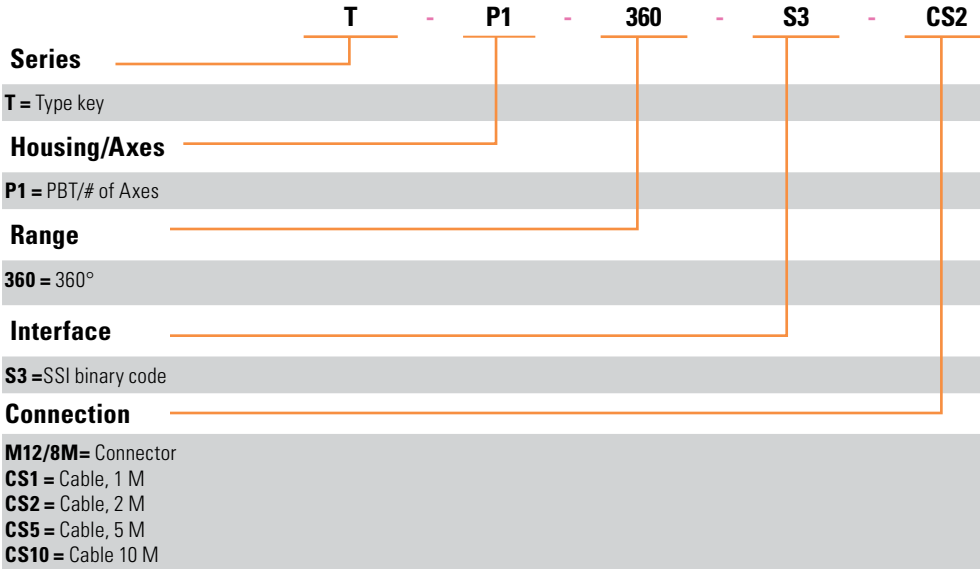 T - P1 - 360 - S3 - CS2
Series
T = Type key
Housing/Axes
P1 = PBT/# of Axes
Range
360 = 360°
Interface
S3 =SSI binary code
Connection
M12/8M= Connector
CS1 = Cable, 1 M
CS2 = Cable, 2 M
CS5 = Cable, 5 M
CS10 = Cable 10 M